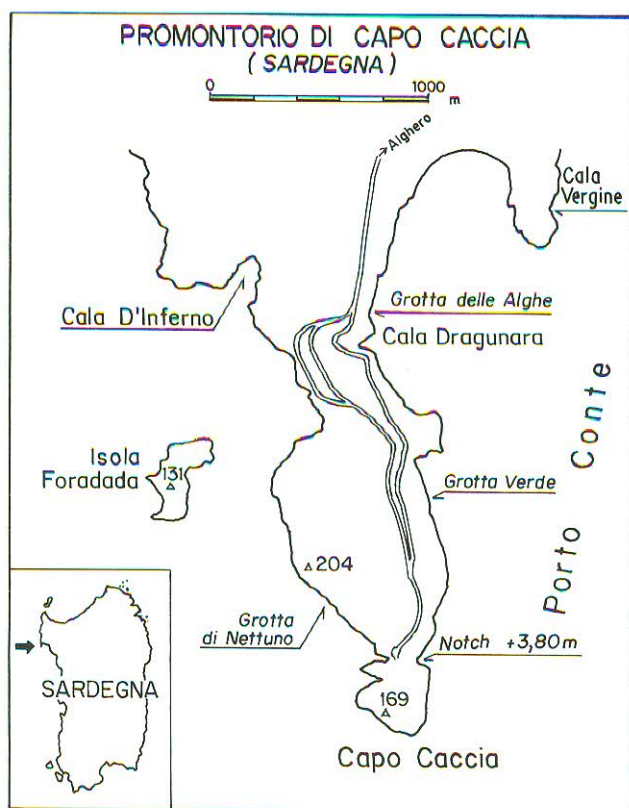 PROMONTORIO DI CAPO CACCIA
(SARDEGNA)
0 1000
m
Alghero
Cala
Vergine
Grotta delle Alghe
Cala D'Inferno
Cala Dragunara
Isola
Foradada
131
Porto Conte
Grotta Verde
204
Grotta
di Nettuno
Notch +3,80m
SARDEGNA
169
Capo Caccia